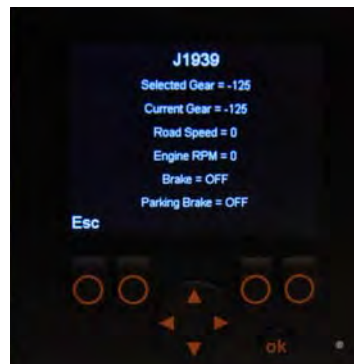 J1939
Selected Gear = -125
Current Gear = -125
Road Speed = 0
Engine RPM = 0
Brake = OFF
Parking Brake = OFF
Esc
ok